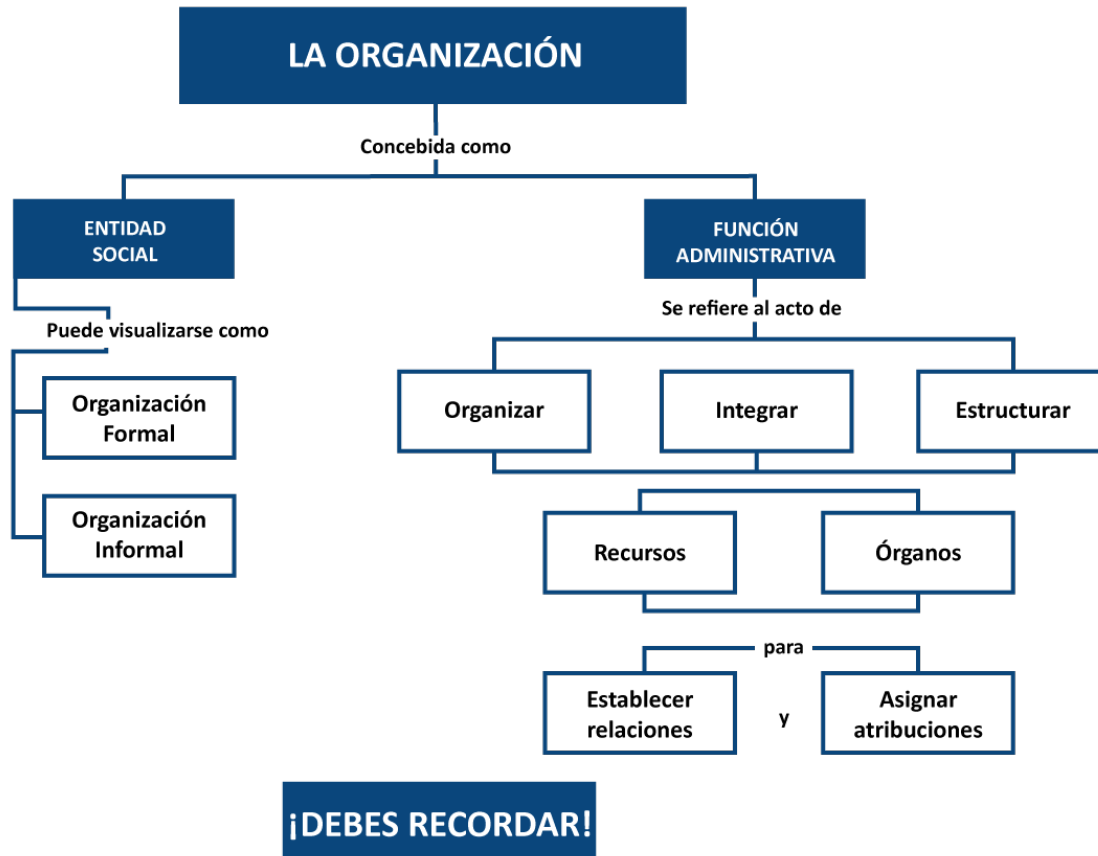 LA ORGANIZACIÓN
Concebida como
ENTIDAD
SOCIAL
Puede visualizarse como
Organización
Formal
Organización
Informal
FUNCIÓN
ADMINISTRATIVA
Se refiere al acto de
Organizar
Integrar
Estructurar
Recursos
Órganos
para
Establecer
relaciones
y
Asignar
atribuciones
¡DEBES RECORDAR!